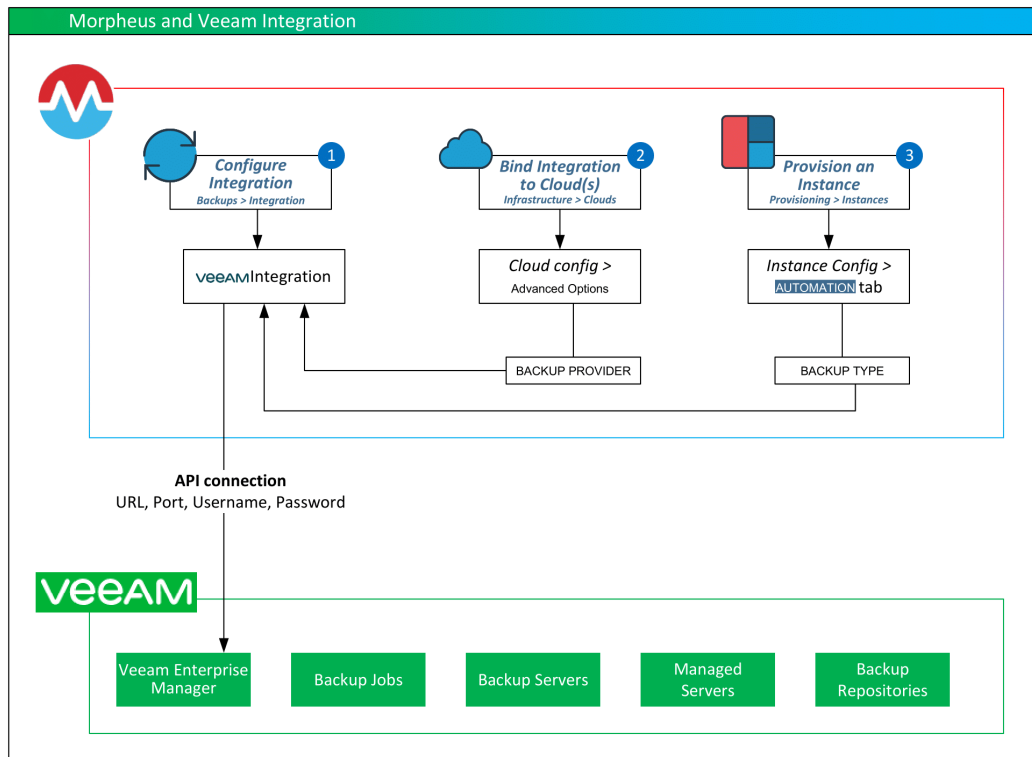 Morpheus and Veeam Integration
M
1
Configure
Integration
Backups > Integration
2
Bind Integration
to Cloud(s)
Infrastructure > Clouds
3
Provision an
Instance
Provisioning > Instances
veeAM Integration
Cloud config >
Advanced Options
Instance Config >
AUTOMATION tab
BACKUP PROVIDER
BACKUP TYPE
API connection
URL, Port, Username, Password
veeAM
Veeam Enterprise
Manager
Backup Jobs
Backup Servers
Managed
Servers
Backup
Repositories